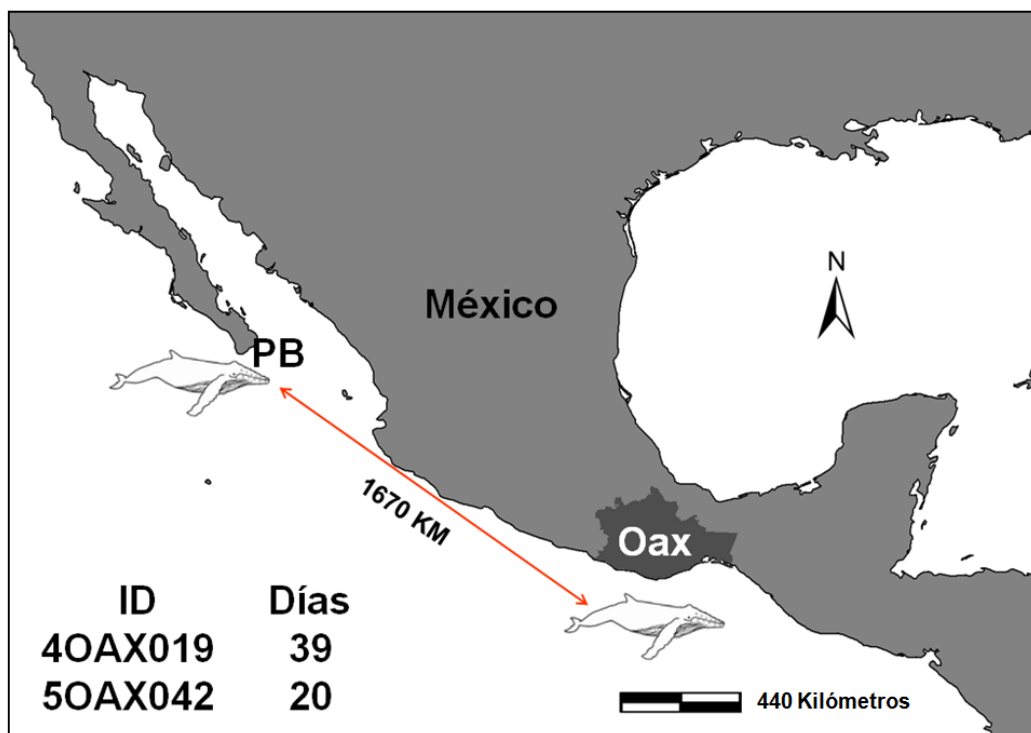 N
México
PB
1670 KM
Oax
ID Días
4OAX019 39
5OAX042 20
440 Kilómetros